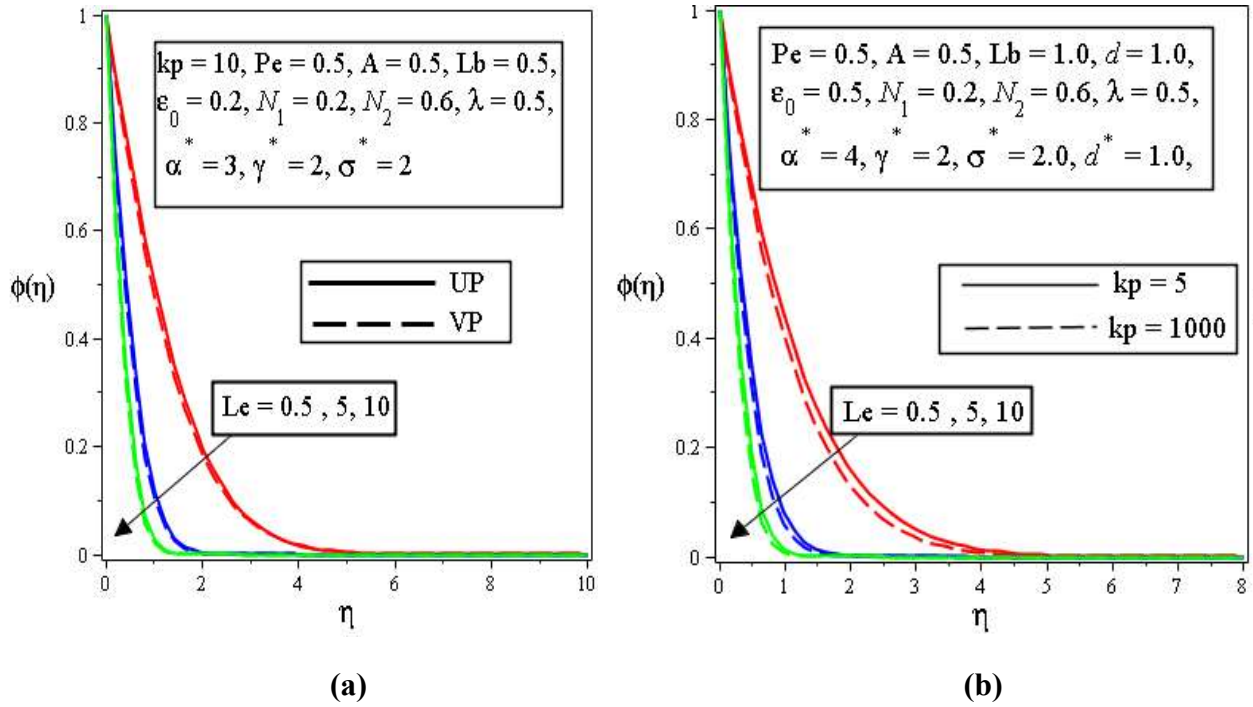 1
0.8
0.6
0.4
0.2
0
ϕ(η)
kp = 10, Pe = 0.5, A = 0.5, Lb = 0.5,
ε₀ = 0.2, N₁ = 0.2, N₂ = 0.6, λ = 0.5,
α* = 3, γ* = 2, σ* = 2
UP
VP
Le = 0.5 , 5, 10
0 2 4 6 8 10
η
(a)
1
0.8
0.6
0.4
0.2
0
ϕ(η)
Pe = 0.5, A = 0.5, Lb = 1.0, d = 1.0,
ε₀ = 0.5, N₁ = 0.2, N₂ = 0.6, λ = 0.5,
α* = 4, γ* = 2, σ* = 2.0, d* = 1.0,
kp = 5
kp = 1000
Le = 0.5 , 5, 10
0 1 2 3 4 5 6 7 8
η
(b)